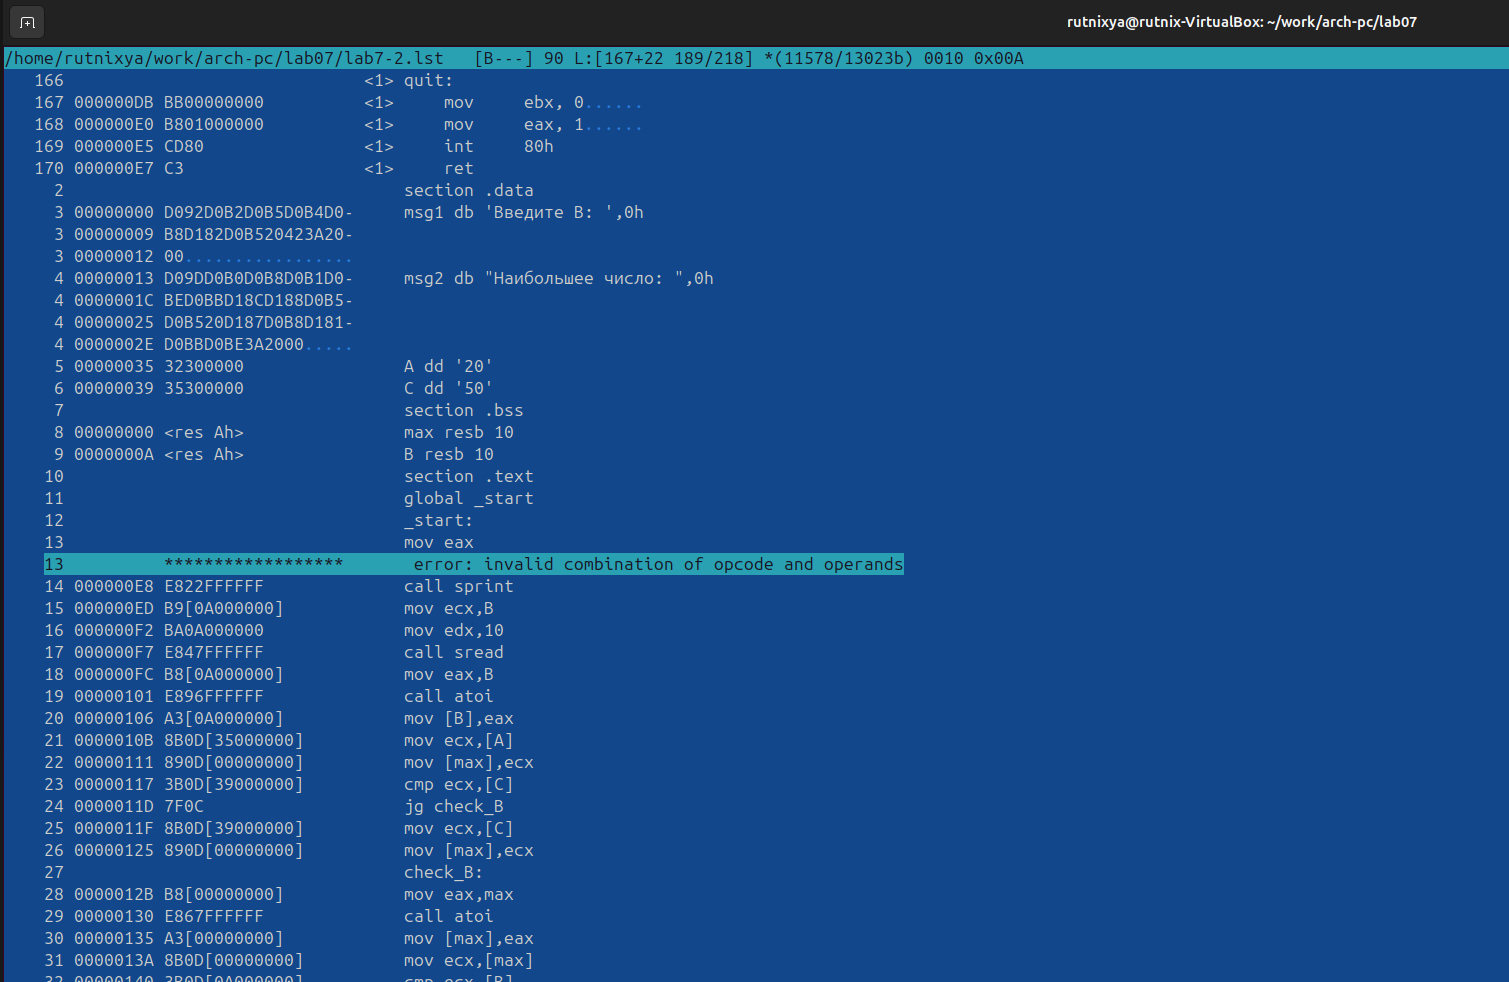 rutnixya@rutnix-VirtualBox: ~/work/arch-pc/lab07
/home/rutnixya/work/arch-pc/lab07/lab7-2.lst   [B---] 90 L:[167+22 189/218] *(11578/13023b) 0010 0x00A
166                              <1> quit:
167 000000DB BB00000000          <1>     mov     ebx, 0......
168 000000E0 B801000000          <1>     mov     eax, 1......
169 000000E5 CD80                <1>     int     80h
170 000000E7 C3                  <1>     ret
2                                  section .data
3 00000000 D092D0B2D0B5D0B4D0-     msg1 db 'Введите B: ',0h
3 00000009 B8D182D0B520423A20-
3 00000012 00.................
4 00000013 D09DD0B0D0B8D0B1D0-     msg2 db "Наибольшее число: ",0h
4 0000001C BED0BBD18CD188D0B5-
4 00000025 D0B520D187D0B8D181-
4 0000002E D0BBD0BE3A2000.....
5 00000035 32300000                A dd '20'
6 00000039 35300000                C dd '50'
7                                  section .bss
8 00000000 <res Ah>                max resb 10
9 0000000A <res Ah>                B resb 10
10                                  section .text
11                                  global _start
12                                  _start:
13                                  mov eax
13          ******************       error: invalid combination of opcode and operands
14 000000E8 E822FFFFFF              call sprint
15 000000ED B9[0A000000]            mov ecx,B
16 000000F2 BA0A000000              mov edx,10
17 000000F7 E847FFFFFF              call sread
18 000000FC B8[0A000000]            mov eax,B
19 00000101 E896FFFFFF              call atoi
20 00000106 A3[0A000000]            mov [B],eax
21 0000010B 8B0D[35000000]          mov ecx,[A]
22 00000111 890D[00000000]          mov [max],ecx
23 00000117 3B0D[39000000]          cmp ecx,[C]
24 0000011D 7F0C                    jg check_B
25 0000011F 8B0D[39000000]          mov ecx,[C]
26 00000125 890D[00000000]          mov [max],ecx
27                                  check_B:
28 0000012B B8[00000000]            mov eax,max
29 00000130 E867FFFFFF              call atoi
30 00000135 A3[00000000]            mov [max],eax
31 0000013A 8B0D[00000000]          mov ecx,[max]
32 00000140 3B0D[0A000000]          cmp ecx,[B]